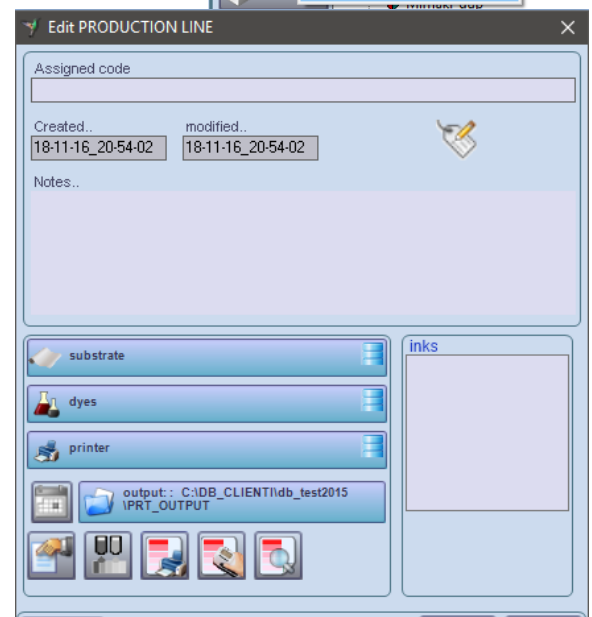 Mimaki-ddp
Edit PRODUCTION LINE
Assigned code
Created..
modified..
18-11-16_20-54-02
18-11-16_20-54-02
Notes..
substrate
inks
dyes
printer
output: : C:\DB_CLIENTI\db_test2015
\PRT_OUTPUT